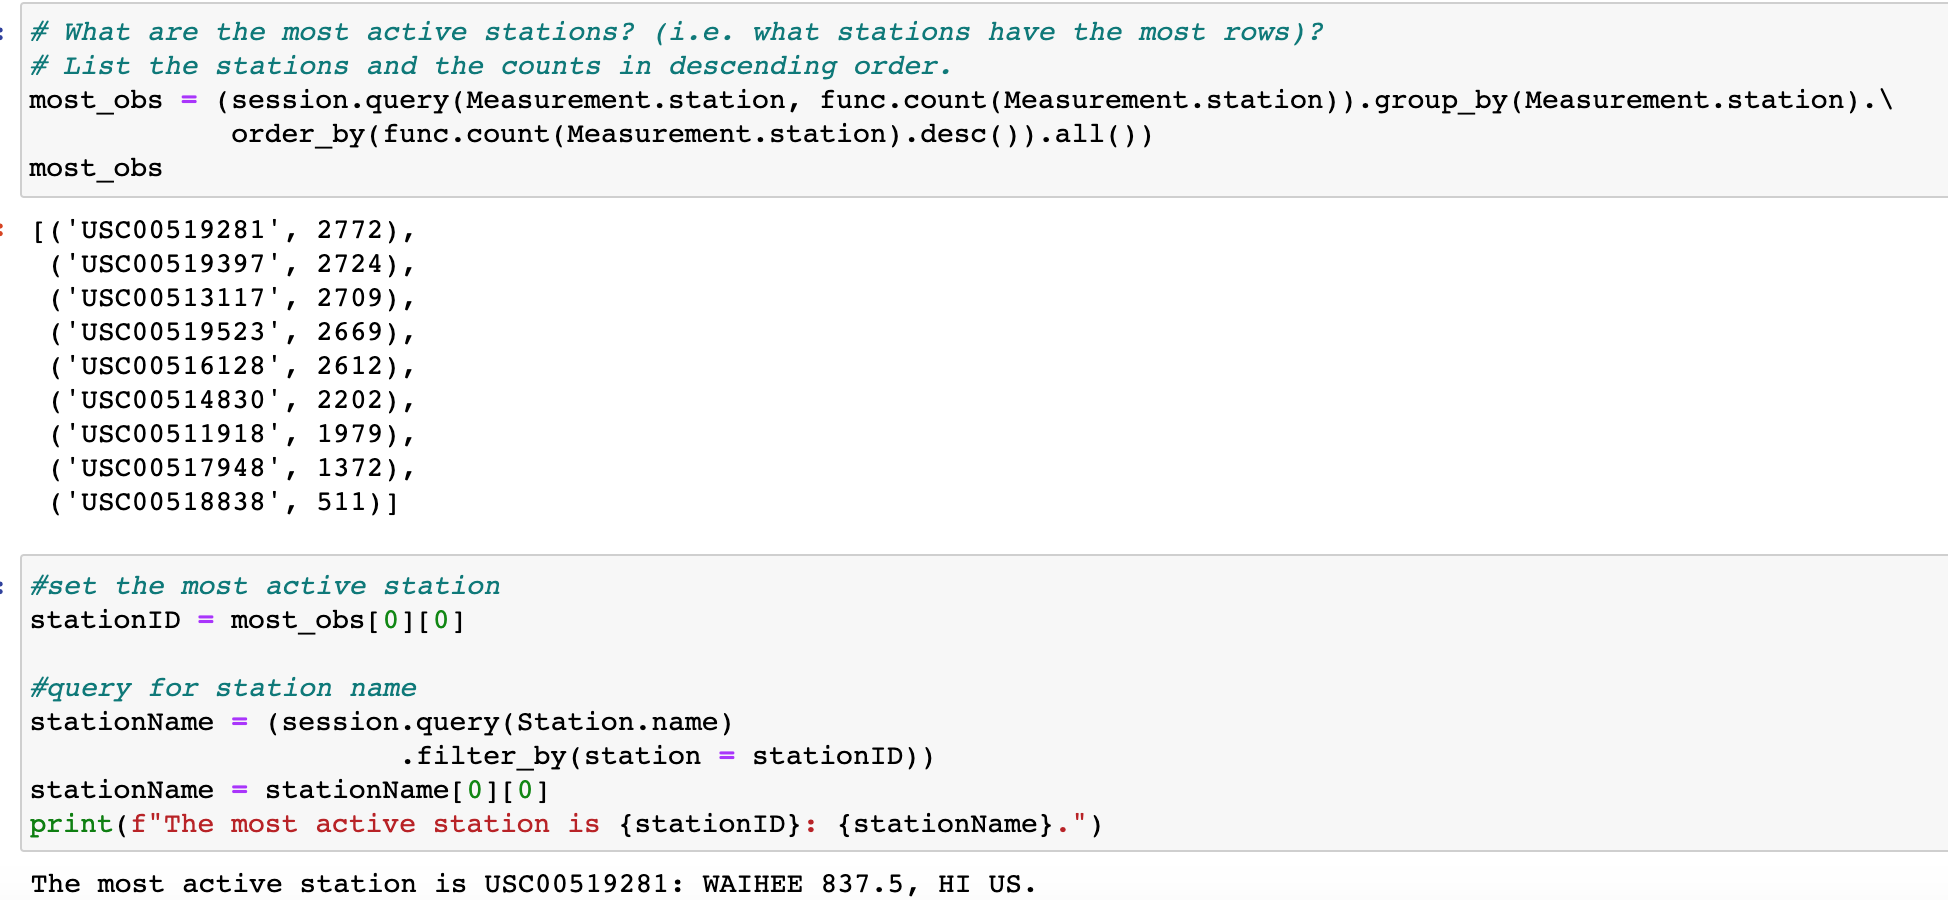 # What are the most active stations? (i.e. what stations have the most rows)?
# List the stations and the counts in descending order.
most_obs = (session.query(Measurement.station, func.count(Measurement.station)).group_by(Measurement.station).\
            order_by(func.count(Measurement.station).desc()).all())
most_obs
[('USC00519281', 2772),
 ('USC00519397', 2724),
 ('USC00513117', 2709),
 ('USC00519523', 2669),
 ('USC00516128', 2612),
 ('USC00514830', 2202),
 ('USC00511918', 1979),
 ('USC00517948', 1372),
 ('USC00518838', 511)]
#set the most active station
stationID = most_obs[0][0]
#query for station name
stationName = (session.query(Station.name)
                      .filter_by(station = stationID))
stationName = stationName[0][0]
print(f"The most active station is {stationID}: {stationName}.")
The most active station is USC00519281: WAIHEE 837.5, HI US.